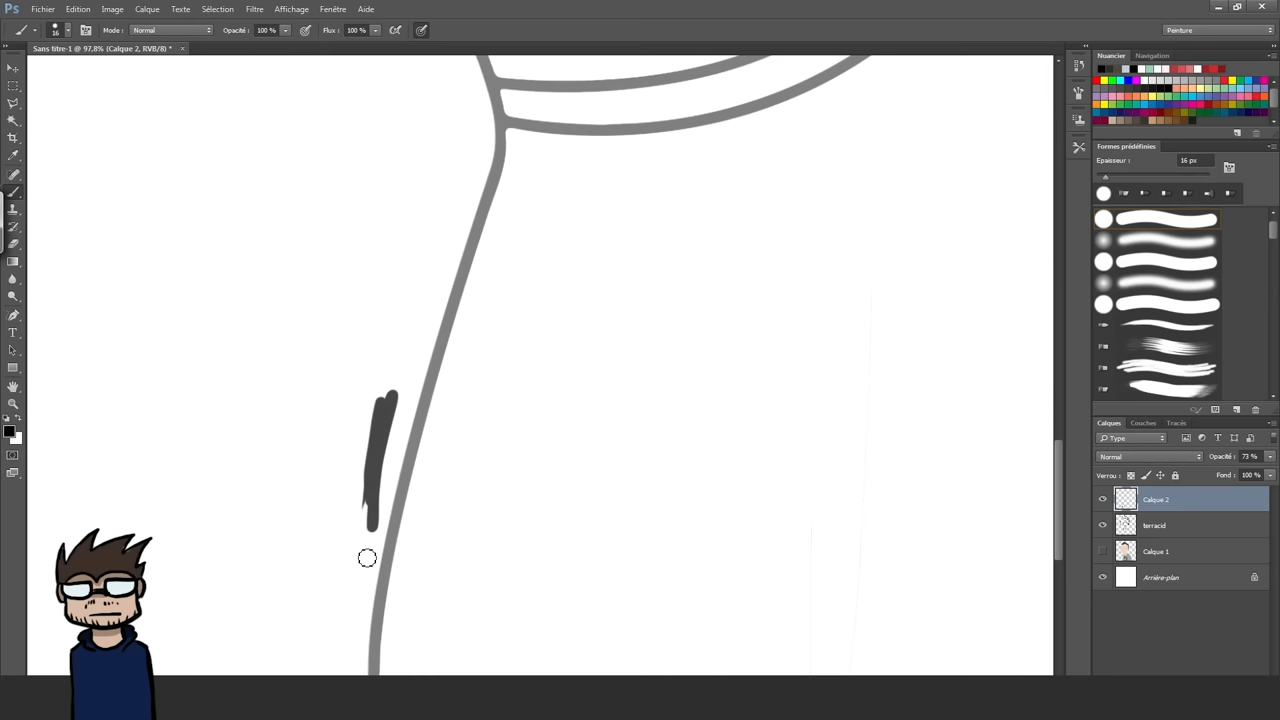 Ps Fichier Edition Image Calque Texte Sélection Filtre Affichage Fenêtre Aide
16 Mode : Normal Opacité : 100 % Flux : 100 % Peinture
Sans titre-1 @ 97,8% (Calque 2, RVB/8) * ×
Nuancier Navigation
Formes prédéfinies
Epaisseur : 16 px
Calques Couches Tracés
Type
Normal Opacité : 73 %
Verrou : Fond : 100 %
Calque 2
terracid
Calque 1
Arrière-plan